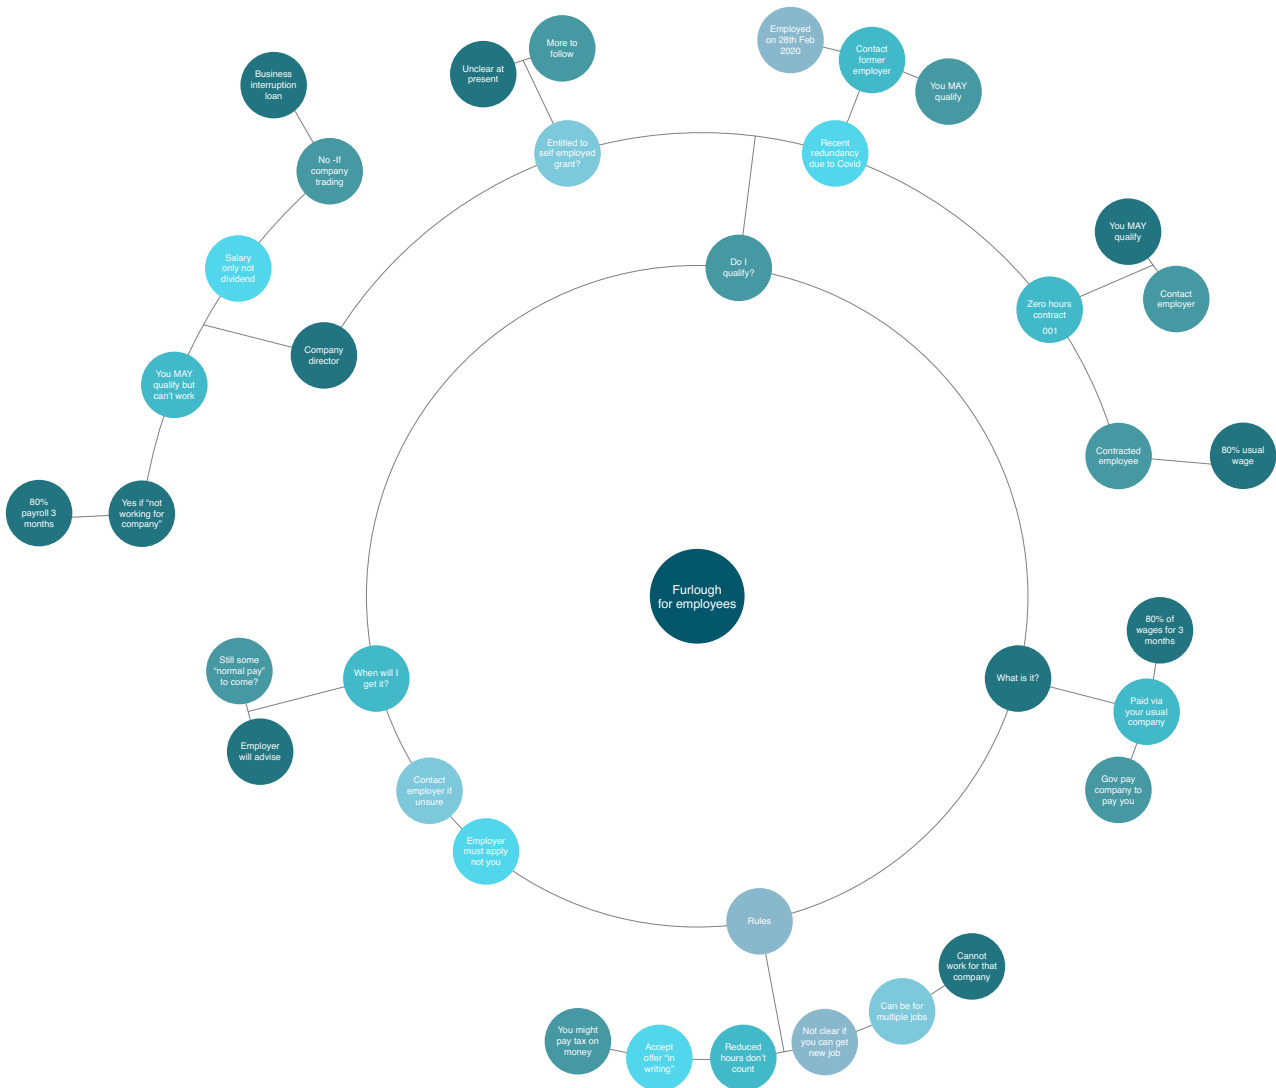 Employed
on 28th Feb
2020
Contact
former
employer
You MAY
qualify
More to
follow
Unclear at
present
Business
interruption
loan
No -If
company
trading
Entitled to
self employed
grant?
Recent
redundancy
due to Covid
Salary
only not
dividend
Do I
qualify?
You MAY
qualify
Contact
employer
Zero hours
contract
001
Company
director
You MAY
qualify but
can't work
Contracted
employee
80% usual
wage
80%
payroll 3
months
Yes if “not
working for
company”
Furlough
for employees
Still some
“normal pay”
to come?
When will I
get it?
Employer
will advise
What is it?
80% of
wages for 3
months
Paid via
your usual
company
Gov pay
company to
pay you
Contact
employer if
unsure
Employer
must apply
not you
Rules
Cannot
work for that
company
Can be for
multiple jobs
Not clear if
you can get
new job
Reduced
hours don't
count
Accept
offer “in
writing”
You might
pay tax on
money